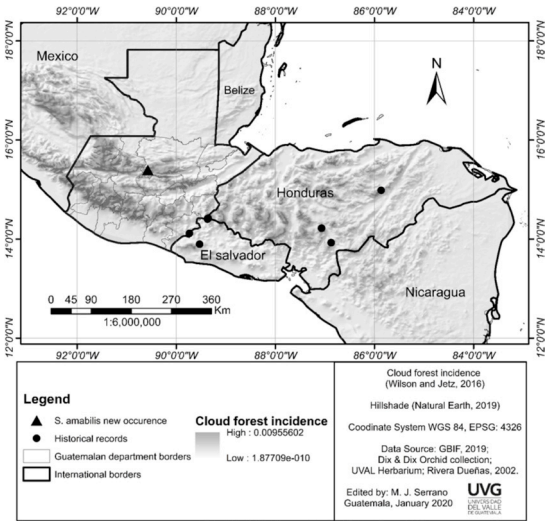 92°0'0"W 90°0'0"W 88°0'0"W 86°0'0"W 84°0'0"W
18°0'0"N 18°0'0"N
Mexico
N
Belize
16°0'0"N 16°0'0"N
Honduras
14°0'0"N 14°0'0"N
El salvador
Nicaragua
0 45 90 180 270 360
Km
1:6,000,000
12°0'0"N 12°0'0"N
92°0'0"W 90°0'0"W 88°0'0"W 86°0'0"W 84°0'0"W
Legend
S. amabilis new occurence
Historical records
Guatemalan department borders
International borders
Cloud forest incidence
High : 0.00955602
Low : 1.87709e-010
Cloud forest incidence
(Wilson and Jetz, 2016)
Hillshade (Natural Earth, 2019)
Coodinate System WGS 84, EPSG: 4326
Data Source: GBIF, 2019;
Dix & Dix Orchid collection;
UVAL Herbarium; Rivera Dueñas, 2002.
Edited by: M. J. Serrano
Guatemala, January 2020
UVG
UNIVERSIDAD
DEL VALLE
DE GUATEMALA